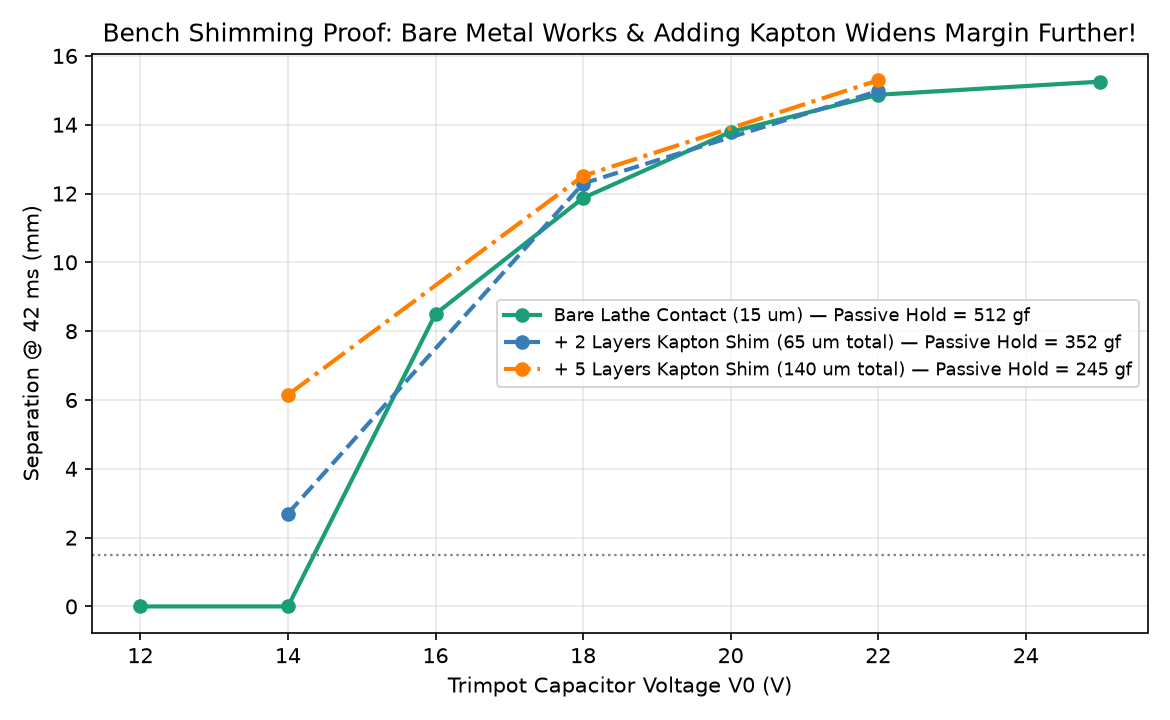 Bench Shimming Proof: Bare Metal Works & Adding Kapton Widens Margin Further!
16
14
12
10
8
6
4
2
0
Separation @ 42 ms (mm)
Bare Lathe Contact (15 um) — Passive Hold = 512 gf
+ 2 Layers Kapton Shim (65 um total) — Passive Hold = 352 gf
+ 5 Layers Kapton Shim (140 um total) — Passive Hold = 245 gf
12
14
16
18
20
22
24
Trimpot Capacitor Voltage V0 (V)